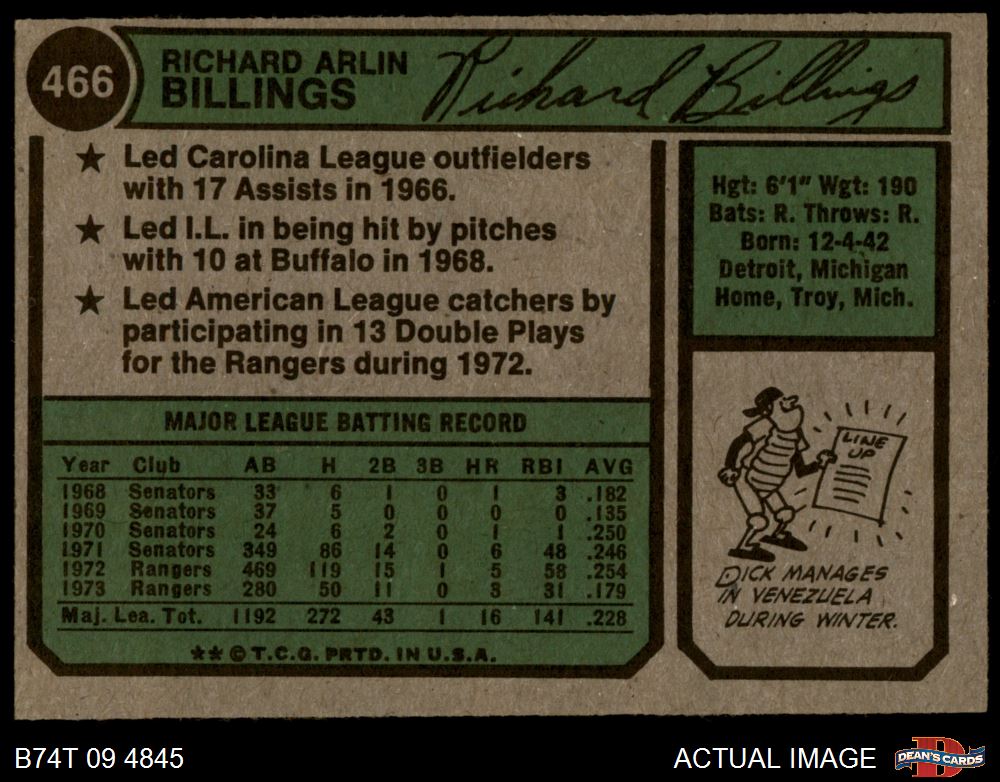 466
RICHARD ARLIN
BILLINGS
Richard Billings
★ Led Carolina League outfielders
with 17 Assists in 1966.
★ Led I.L. in being hit by pitches
with 10 at Buffalo in 1968.
★ Led American League catchers by
participating in 13 Double Plays
for the Rangers during 1972.
Hgt: 6'1" Wgt: 190
Bats: R. Throws: R.
Born: 12-4-42
Detroit, Michigan
Home, Troy, Mich.
MAJOR LEAGUE BATTING RECORD
Year Club AB H 2B 3B HR RBI AVG
1968 Senators 33 6 1 0 1 3 .182
1969 Senators 37 5 0 0 0 0 .135
1970 Senators 24 6 2 0 1 1 .250
1971 Senators 349 86 14 0 6 48 .246
1972 Rangers 469 119 15 1 5 58 .254
1973 Rangers 280 50 11 0 3 31 .179
Maj. Lea. Tot. 1192 272 43 1 16 141 .228
★★ © T.C.G. PRTD. IN U.S.A.
LINE
UP
DICK MANAGES
IN VENEZUELA
DURING WINTER.
B74T 09 4845
ACTUAL IMAGE
D
DEAN'S CARDS